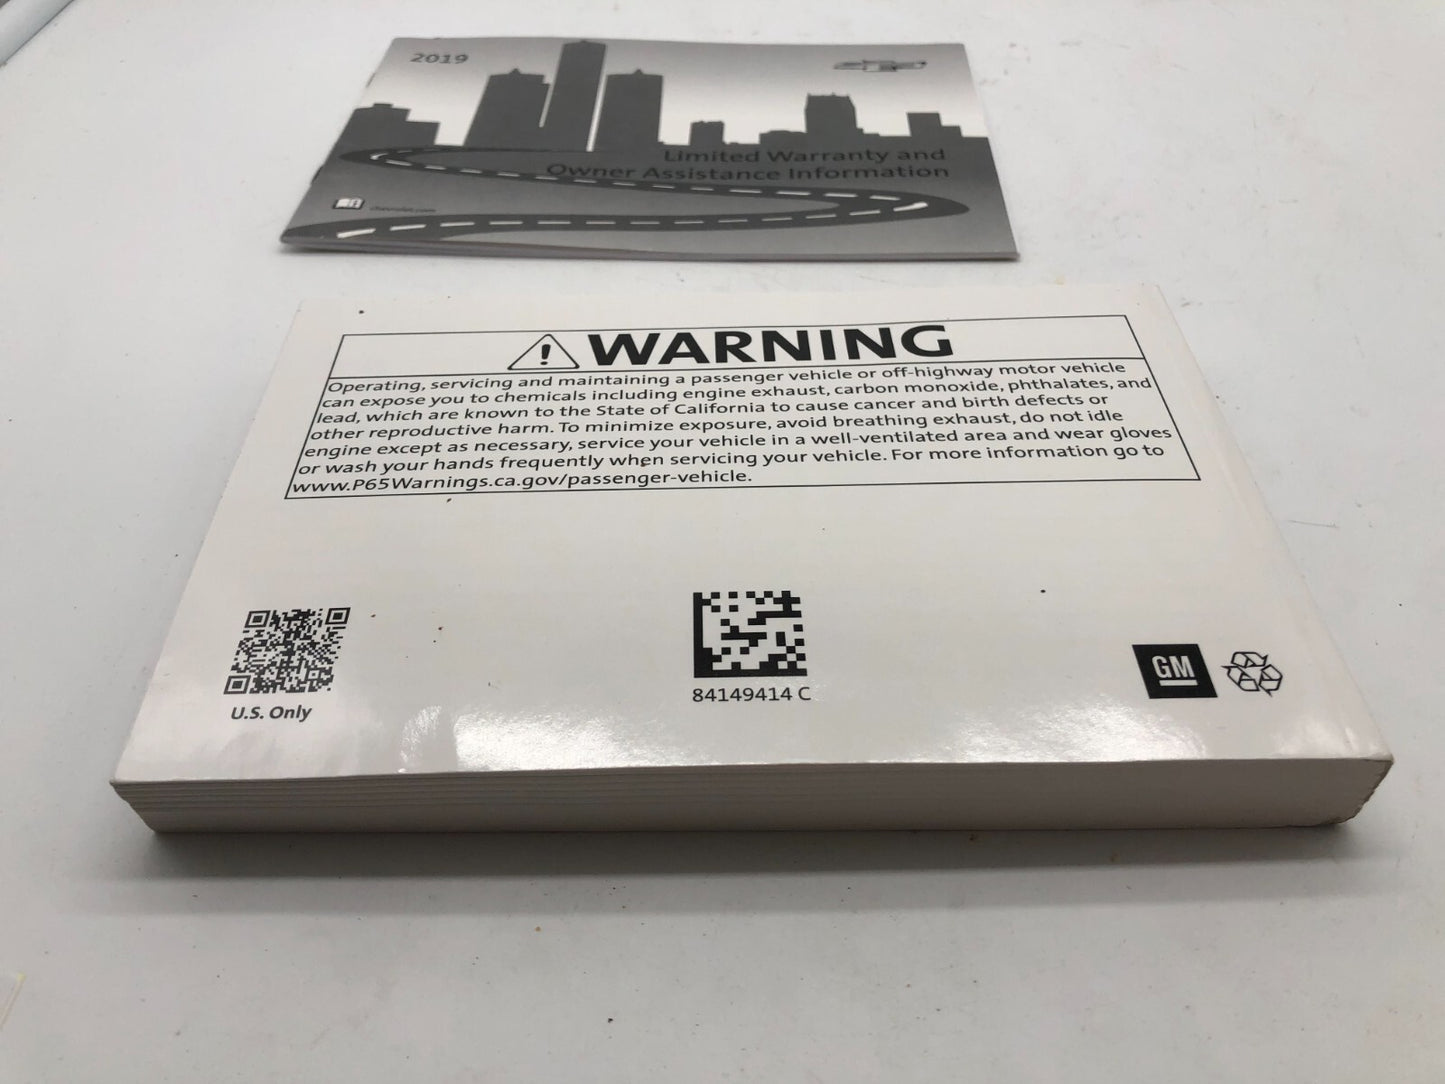 2019
Limited Warranty and
Owner Assistance Information
chevrolet.com
WARNING
Operating, servicing and maintaining a passenger vehicle or off-highway motor vehicle
can expose you to chemicals including engine exhaust, carbon monoxide, phthalates, and
lead, which are known to the State of California to cause cancer and birth defects or
other reproductive harm. To minimize exposure, avoid breathing exhaust, do not idle
engine except as necessary, service your vehicle in a well-ventilated area and wear gloves
or wash your hands frequently when servicing your vehicle. For more information go to
www.P65Warnings.ca.gov/passenger-vehicle.
U.S. Only
84149414 C
GM